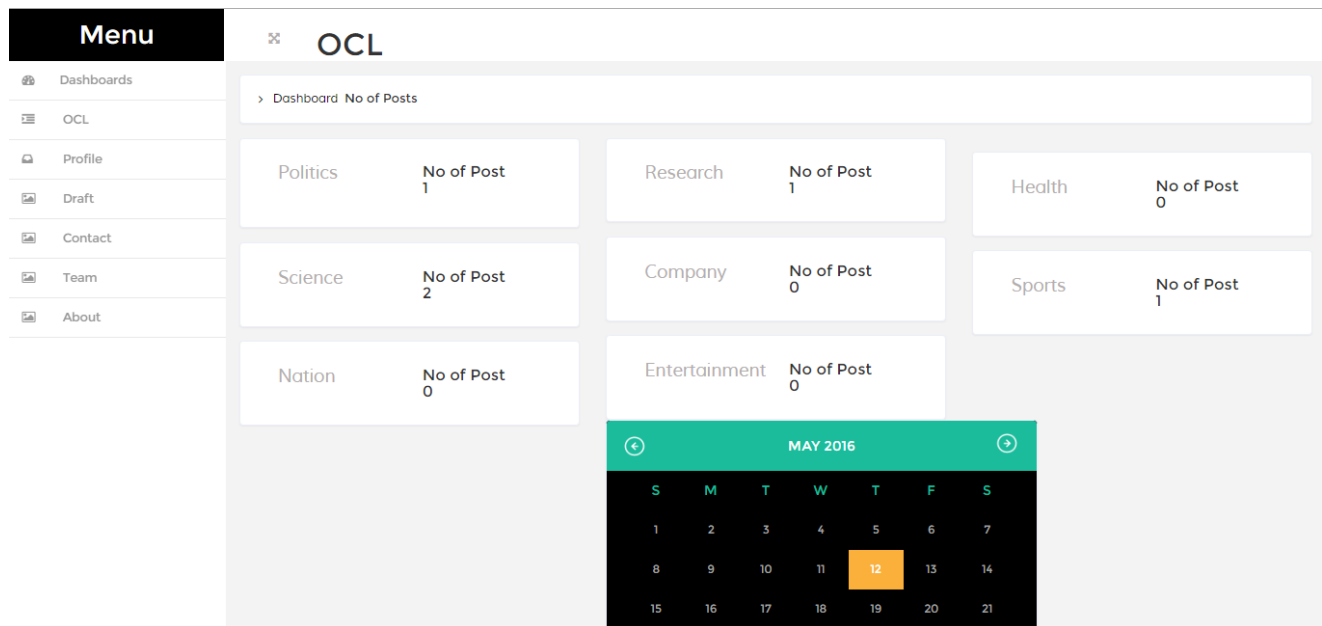 Menu
OCL
Dashboards
OCL
Profile
Draft
Contact
Team
About
> Dashboard No of Posts
Politics No of Post
1
Research No of Post
1
Health No of Post
0
Science No of Post
2
Company No of Post
0
Sports No of Post
1
Nation No of Post
0
Entertainment No of Post
0
MAY 2016
S M T W T F S
1 2 3 4 5 6 7
8 9 10 11 12 13 14
15 16 17 18 19 20 21